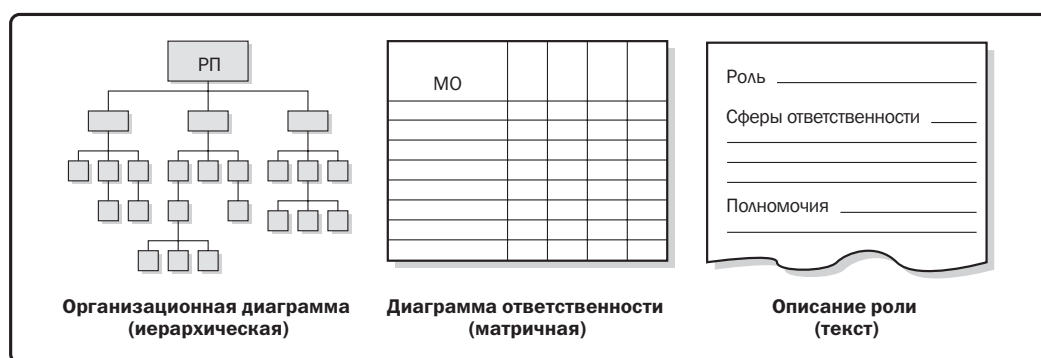 РП
МО
Роль
Сферы ответственности
Полномочия
Организационная диаграмма
(иерархическая)
Диаграмма ответственности
(матричная)
Описание роли
(текст)